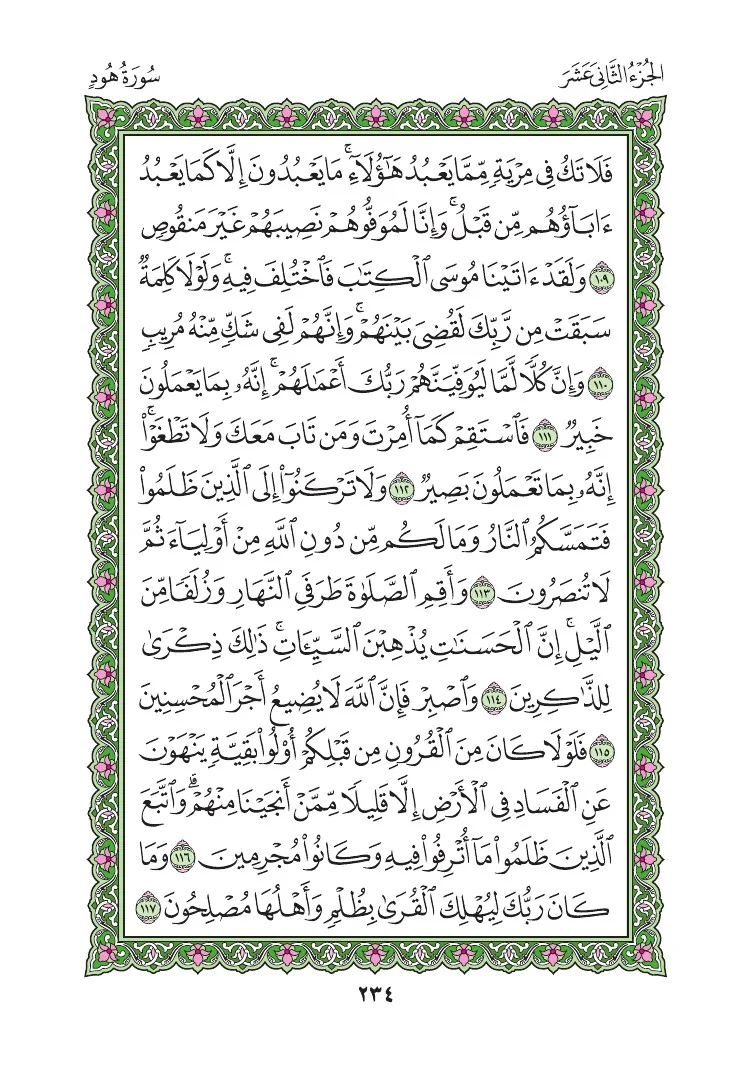 الجُزْءُ الثَّانِي عَشَرَ
سُورَةُ هُودٍ
فَلَا تَكُ فِى مِرْيَةٍ مِّمَّا يَعْبُدُ هَٰٓؤُلَآءِ ۚ مَا يَعْبُدُونَ إِلَّا كَمَا يَعْبُدُ
ءَابَآؤُهُم مِّن قَبْلُ ۚ وَإِنَّا لَمُوَفُّوهُمْ نَصِيبَهُمْ غَيْرَ مَنقُوصٍ
١٠٩ وَلَقَدْ ءَاتَيْنَا مُوسَى ٱلْكِتَٰبَ فَٱخْتُلِفَ فِيهِ ۚ وَلَوْلَا كَلِمَةٌ
سَبَقَتْ مِن رَّبِّكَ لَقُضِىَ بَيْنَهُمْ ۚ وَإِنَّهُمْ لَفِى شَكٍّ مِّنْهُ مُرِيبٍ
١١٠ وَإِنَّ كُلًّا لَّمَّا لَيُوَفِّيَنَّهُمْ رَبُّكَ أَعْمَٰلَهُمْ ۚ إِنَّهُۥ بِمَا يَعْمَلُونَ
خَبِيرٌ ١١١ فَٱسْتَقِمْ كَمَآ أُمِرْتَ وَمَن تَابَ مَعَكَ وَلَا تَطْغَوْا۟ ۚ
إِنَّهُۥ بِمَا تَعْمَلُونَ بَصِيرٌ ١١٢ وَلَا تَرْكَنُوٓا۟ إِلَى ٱلَّذِينَ ظَلَمُوا۟
فَتَمَسَّكُمُ ٱلنَّارُ وَمَا لَكُم مِّن دُونِ ٱللَّهِ مِنْ أَوْلِيَآءَ ثُمَّ
لَا تُنصَرُونَ ١١٣ وَأَقِمِ ٱلصَّلَوٰةَ طَرَفَىِ ٱلنَّهَارِ وَزُلَفًا مِّنَ
ٱلَّيْلِ ۚ إِنَّ ٱلْحَسَنَٰتِ يُذْهِبْنَ ٱلسَّيِّـَٔاتِ ۚ ذَٰلِكَ ذِكْرَىٰ
لِلذَّٰكِرِينَ ١١٤ وَٱصْبِرْ فَإِنَّ ٱللَّهَ لَا يُضِيعُ أَجْرَ ٱلْمُحْسِنِينَ
١١٥ فَلَوْلَا كَانَ مِنَ ٱلْقُرُونِ مِن قَبْلِكُمْ أُو۟لُوا۟ بَقِيَّةٍ يَنْهَوْنَ
عَنِ ٱلْفَسَادِ فِى ٱلْأَرْضِ إِلَّا قَلِيلًا مِّمَّنْ أَنجَيْنَا مِنْهُمْ ۗ وَٱتَّبَعَ
ٱلَّذِينَ ظَلَمُوا۟ مَآ أُتْرِفُوا۟ فِيهِ وَكَانُوا۟ مُجْرِمِينَ ١١٦ وَمَا
كَانَ رَبُّكَ لِيُهْلِكَ ٱلْقُرَىٰ بِظُلْمٍ وَأَهْلُهَا مُصْلِحُونَ ١١٧
٢٣٤